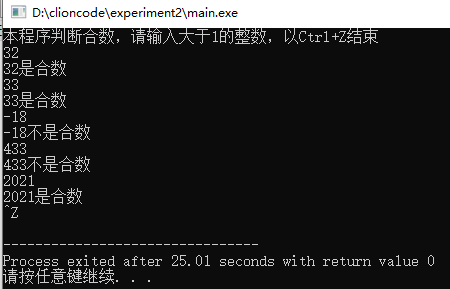 D:\clioncode\experiment2\main.exe
本程序判断合数，请输入大于1的整数，以Ctrl+Z结束
32
32是合数
33
33是合数
-18
-18不是合数
433
433不是合数
2021
2021是合数
^Z
--------------------------------
Process exited after 25.01 seconds with return value 0
请按任意键继续. . .